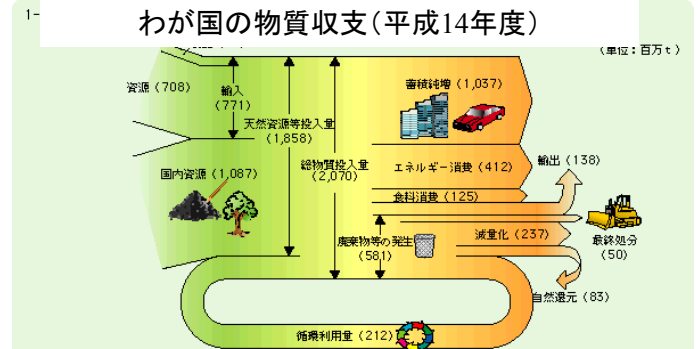 1-
わが国の物質収支（平成14年度）
（単位：百万ｔ）
資源（708）
輸入
（771）
蓄積純増（1,037）
天然資源等投入量
（1,858）
総物質投入量
（2,070）
エネルギー消費（412）
輸出（138）
国内資源（1,087）
食料消費（125）
廃棄物等の発生
（581）
減量化（237）
最終処分
（50）
自然還元（83）
循環利用量（212）